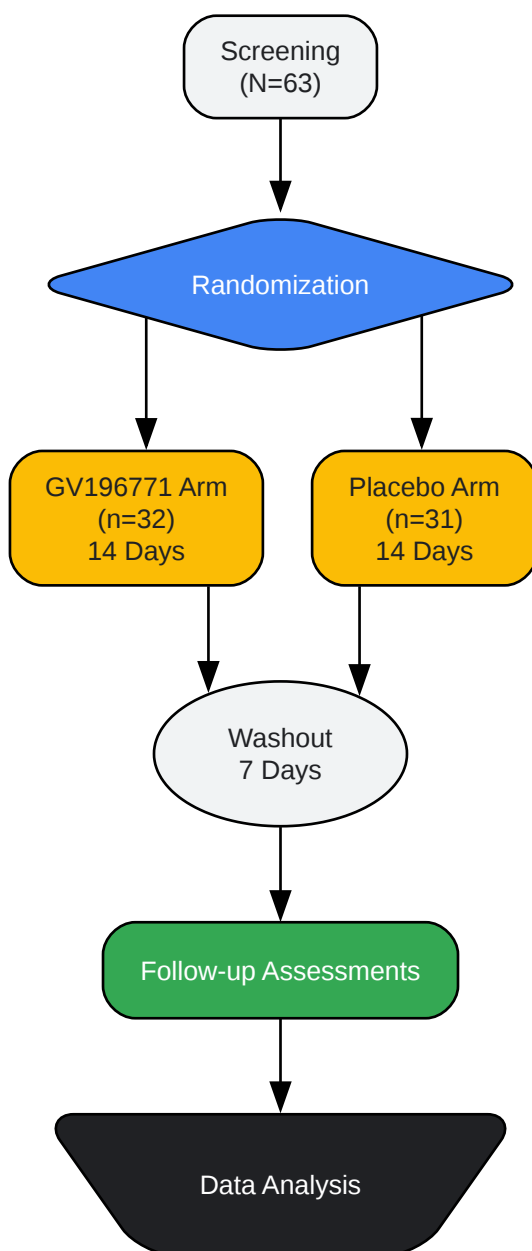 Screening
(N=63)
Randomization
GV196771 Arm
(n=32)
14 Days
Placebo Arm
(n=31)
14 Days
Washout
7 Days
Follow-up Assessments
Data Analysis